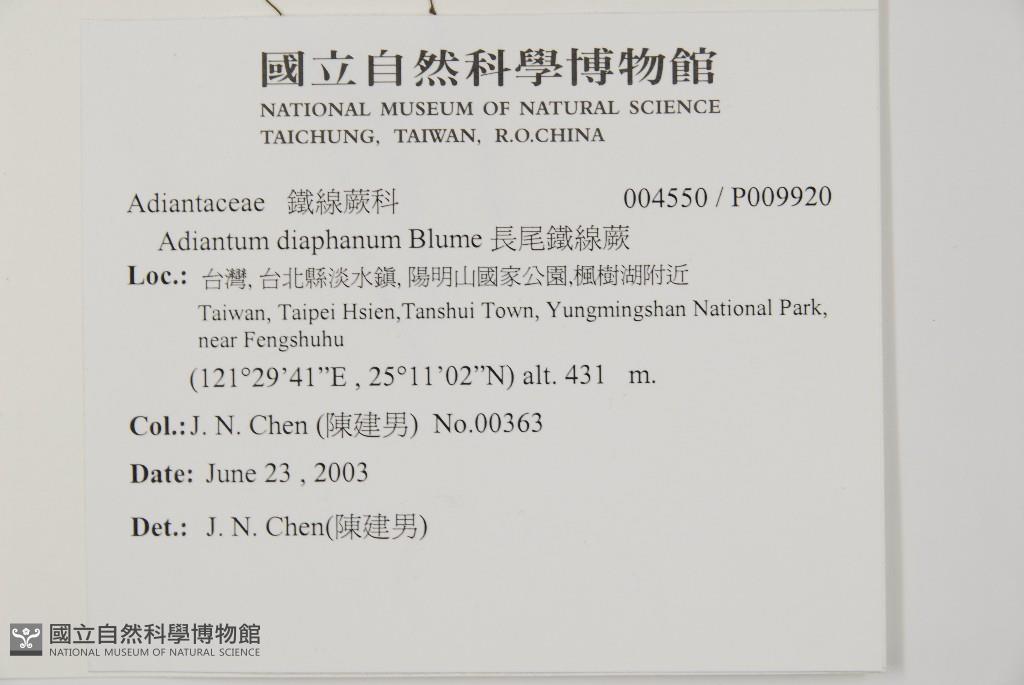 國立自然科學博物館
NATIONAL MUSEUM OF NATURAL SCIENCE
TAICHUNG, TAIWAN, R.O.CHINA
Adiantaceae 鐵線蕨科 004550 / P009920
Adiantum diaphanum Blume 長尾鐵線蕨
Loc.: 台灣, 台北縣淡水鎮, 陽明山國家公園,楓樹湖附近
Taiwan, Taipei Hsien,Tanshui Town, Yungmingshan National Park,
near Fengshuhu
(121°29’41”E , 25°11’02”N) alt. 431 m.
Col.: J. N. Chen (陳建男) No.00363
Date: June 23 , 2003
Det.: J. N. Chen(陳建男)
國立自然科學博物館
NATIONAL MUSEUM OF NATURAL SCIENCE